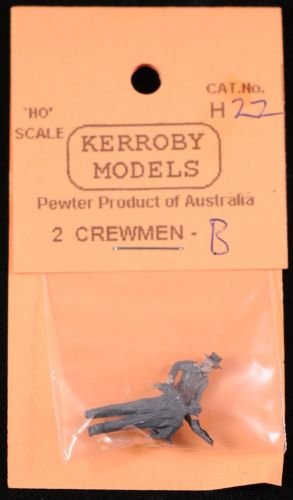 CAT.No.
H22
"HO"
SCALE
KERROBY
MODELS
Pewter Product of Australia
2 CREWMEN - B